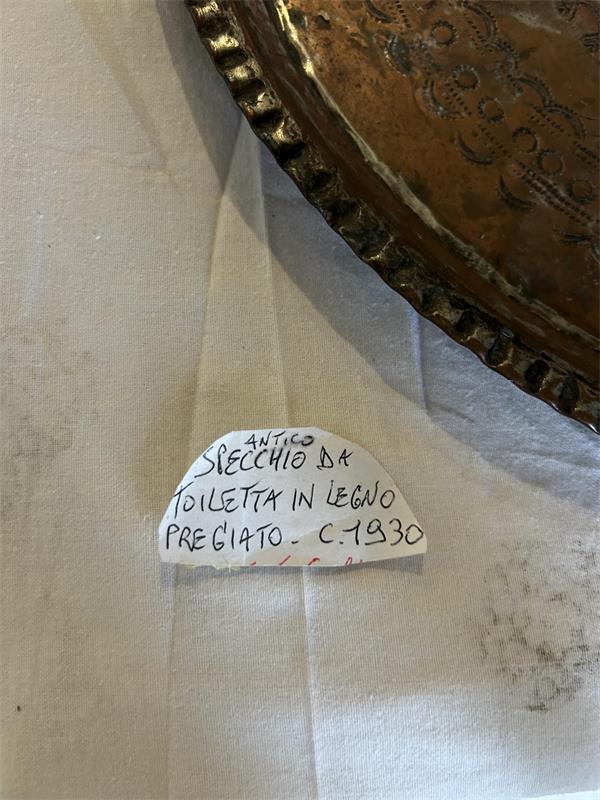 ANTICO
SPECCHIO DA
TOILETTA IN LEGNO
PREGIATO - C.1930